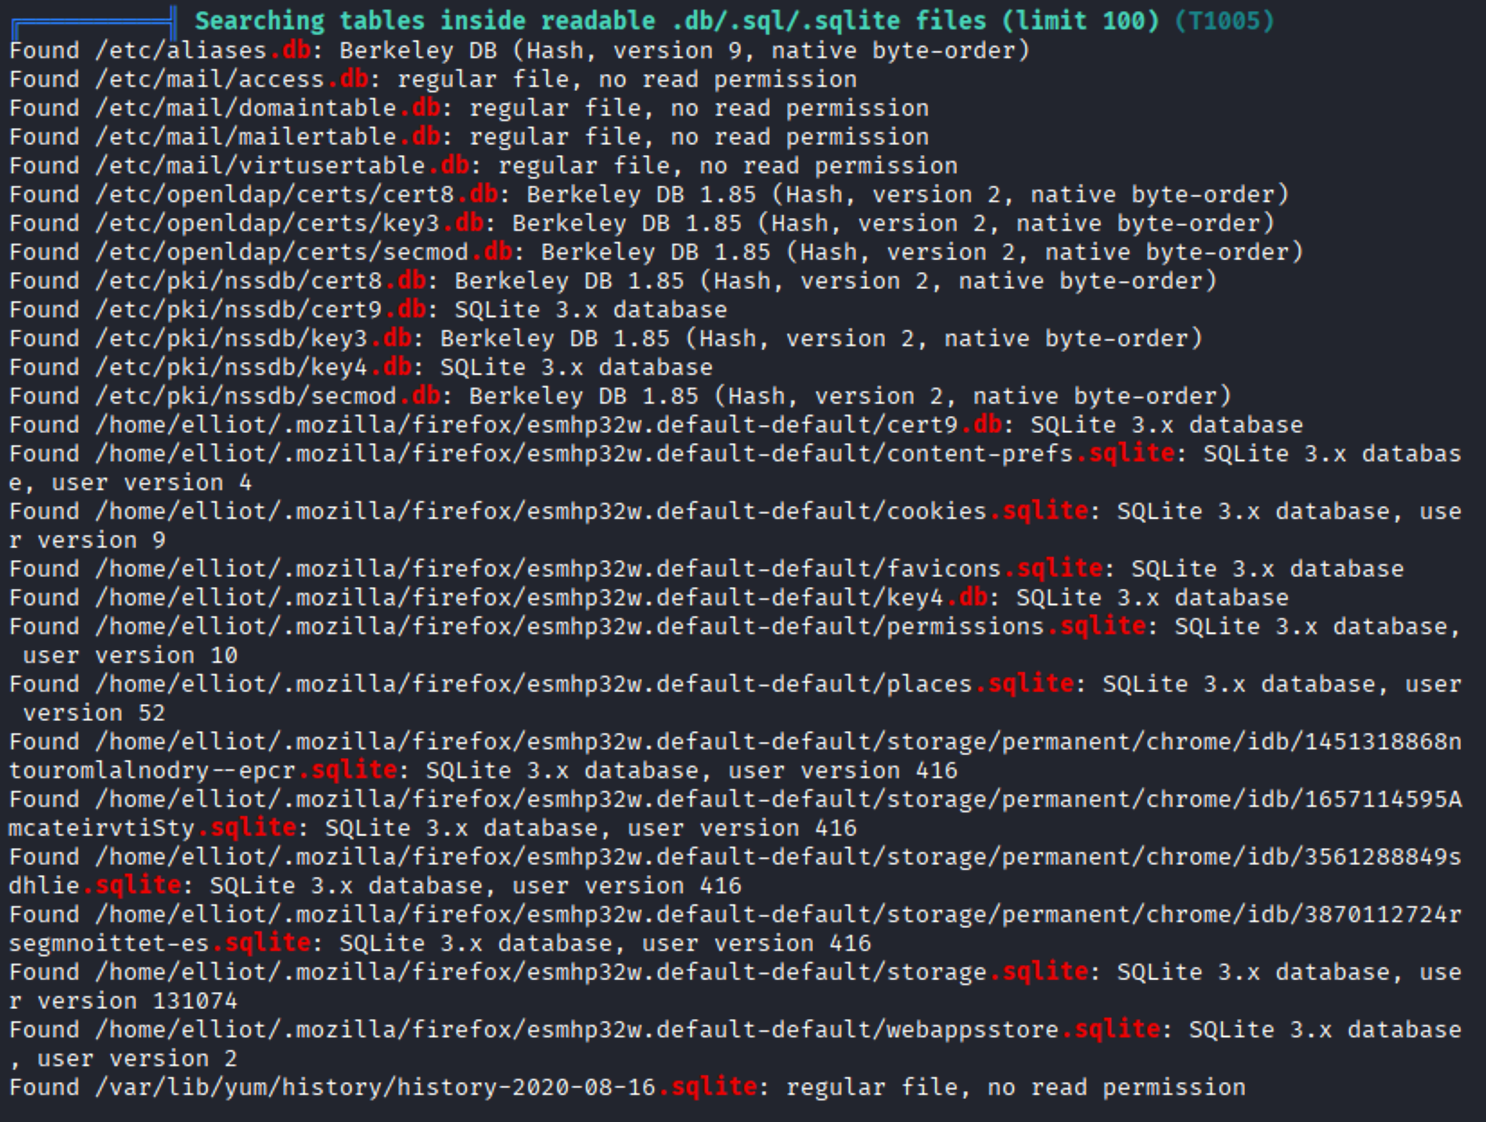 ╔══════════╣ Searching tables inside readable .db/.sql/.sqlite files (limit 100) (T1005)
Found /etc/aliases.db: Berkeley DB (Hash, version 9, native byte-order)
Found /etc/mail/access.db: regular file, no read permission
Found /etc/mail/domaintable.db: regular file, no read permission
Found /etc/mail/mailertable.db: regular file, no read permission
Found /etc/mail/virtusertable.db: regular file, no read permission
Found /etc/openldap/certs/cert8.db: Berkeley DB 1.85 (Hash, version 2, native byte-order)
Found /etc/openldap/certs/key3.db: Berkeley DB 1.85 (Hash, version 2, native byte-order)
Found /etc/openldap/certs/secmod.db: Berkeley DB 1.85 (Hash, version 2, native byte-order)
Found /etc/pki/nssdb/cert8.db: Berkeley DB 1.85 (Hash, version 2, native byte-order)
Found /etc/pki/nssdb/cert9.db: SQLite 3.x database
Found /etc/pki/nssdb/key3.db: Berkeley DB 1.85 (Hash, version 2, native byte-order)
Found /etc/pki/nssdb/key4.db: SQLite 3.x database
Found /etc/pki/nssdb/secmod.db: Berkeley DB 1.85 (Hash, version 2, native byte-order)
Found /home/elliot/.mozilla/firefox/esmhp32w.default-default/cert9.db: SQLite 3.x database
Found /home/elliot/.mozilla/firefox/esmhp32w.default-default/content-prefs.sqlite: SQLite 3.x databas
e, user version 4
Found /home/elliot/.mozilla/firefox/esmhp32w.default-default/cookies.sqlite: SQLite 3.x database, use
r version 9
Found /home/elliot/.mozilla/firefox/esmhp32w.default-default/favicons.sqlite: SQLite 3.x database
Found /home/elliot/.mozilla/firefox/esmhp32w.default-default/key4.db: SQLite 3.x database
Found /home/elliot/.mozilla/firefox/esmhp32w.default-default/permissions.sqlite: SQLite 3.x database,
 user version 10
Found /home/elliot/.mozilla/firefox/esmhp32w.default-default/places.sqlite: SQLite 3.x database, user
 version 52
Found /home/elliot/.mozilla/firefox/esmhp32w.default-default/storage/permanent/chrome/idb/1451318868n
touromlalnodry--epcr.sqlite: SQLite 3.x database, user version 416
Found /home/elliot/.mozilla/firefox/esmhp32w.default-default/storage/permanent/chrome/idb/1657114595A
mcateirvtiSty.sqlite: SQLite 3.x database, user version 416
Found /home/elliot/.mozilla/firefox/esmhp32w.default-default/storage/permanent/chrome/idb/3561288849s
dhlie.sqlite: SQLite 3.x database, user version 416
Found /home/elliot/.mozilla/firefox/esmhp32w.default-default/storage/permanent/chrome/idb/3870112724r
segmnoittet-es.sqlite: SQLite 3.x database, user version 416
Found /home/elliot/.mozilla/firefox/esmhp32w.default-default/storage.sqlite: SQLite 3.x database, use
r version 131074
Found /home/elliot/.mozilla/firefox/esmhp32w.default-default/webappsstore.sqlite: SQLite 3.x database
, user version 2
Found /var/lib/yum/history/history-2020-08-16.sqlite: regular file, no read permission